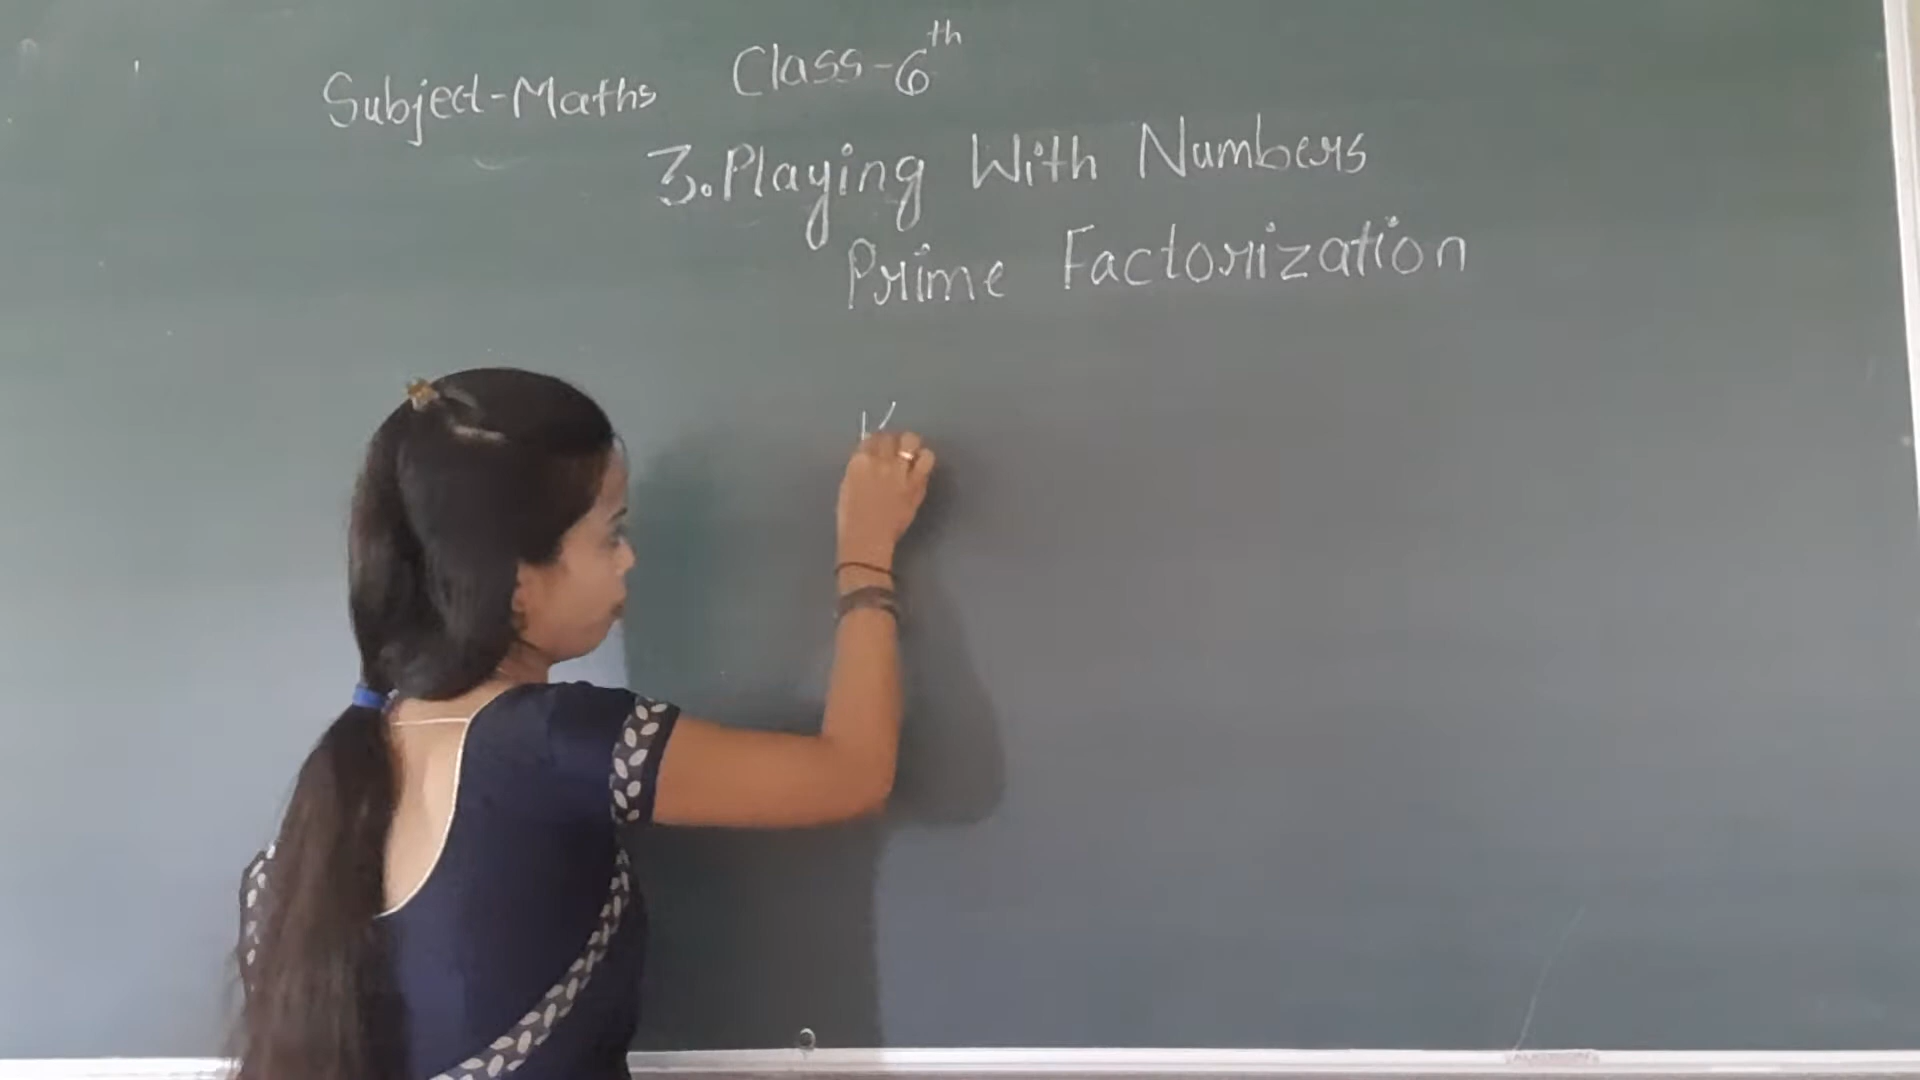 Subject-Maths Class-6th
3. Playing With Numbers
Prime Factorization
K